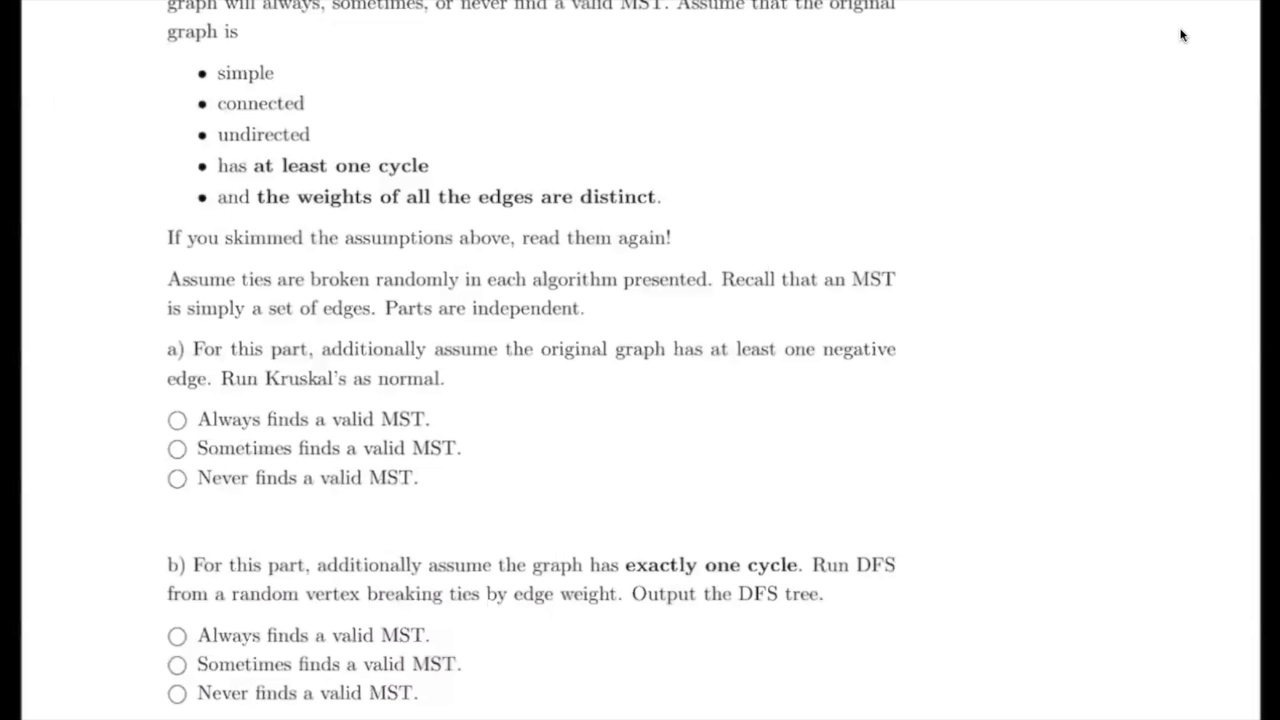 graph will always, sometimes, or never find a valid MST. Assume that the original
graph is
• simple
• connected
• undirected
• has at least one cycle
• and the weights of all the edges are distinct.
If you skimmed the assumptions above, read them again!
Assume ties are broken randomly in each algorithm presented. Recall that an MST
is simply a set of edges. Parts are independent.
a) For this part, additionally assume the original graph has at least one negative
edge. Run Kruskal's as normal.
Always finds a valid MST.
Sometimes finds a valid MST.
Never finds a valid MST.
b) For this part, additionally assume the graph has exactly one cycle. Run DFS
from a random vertex breaking ties by edge weight. Output the DFS tree.
Always finds a valid MST.
Sometimes finds a valid MST.
Never finds a valid MST.